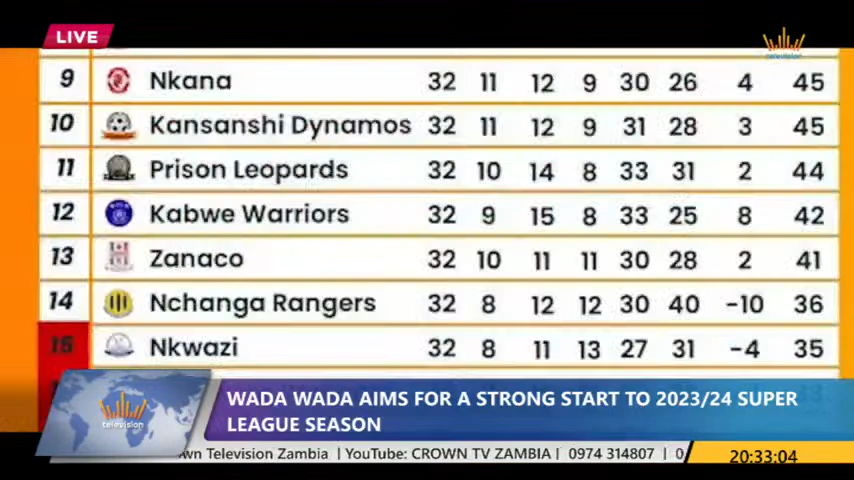 LIVE
television
9 Nkana 32 11 12 9 30 26 4 45
10 Kansanshi Dynamos 32 11 12 9 31 28 3 45
11 Prison Leopards 32 10 14 8 33 31 2 44
12 Kabwe Warriors 32 9 15 8 33 25 8 42
13 Zanaco 32 10 11 11 30 28 2 41
14 Nchanga Rangers 32 8 12 12 30 40 -10 36
15 Nkwazi 32 8 11 13 27 31 -4 35
television
WADA WADA AIMS FOR A STRONG START TO 2023/24 SUPER
LEAGUE SEASON
Television Zambia | YouTube: CROWN TV ZAMBIA | 0974 314807 | 0
20:33:04